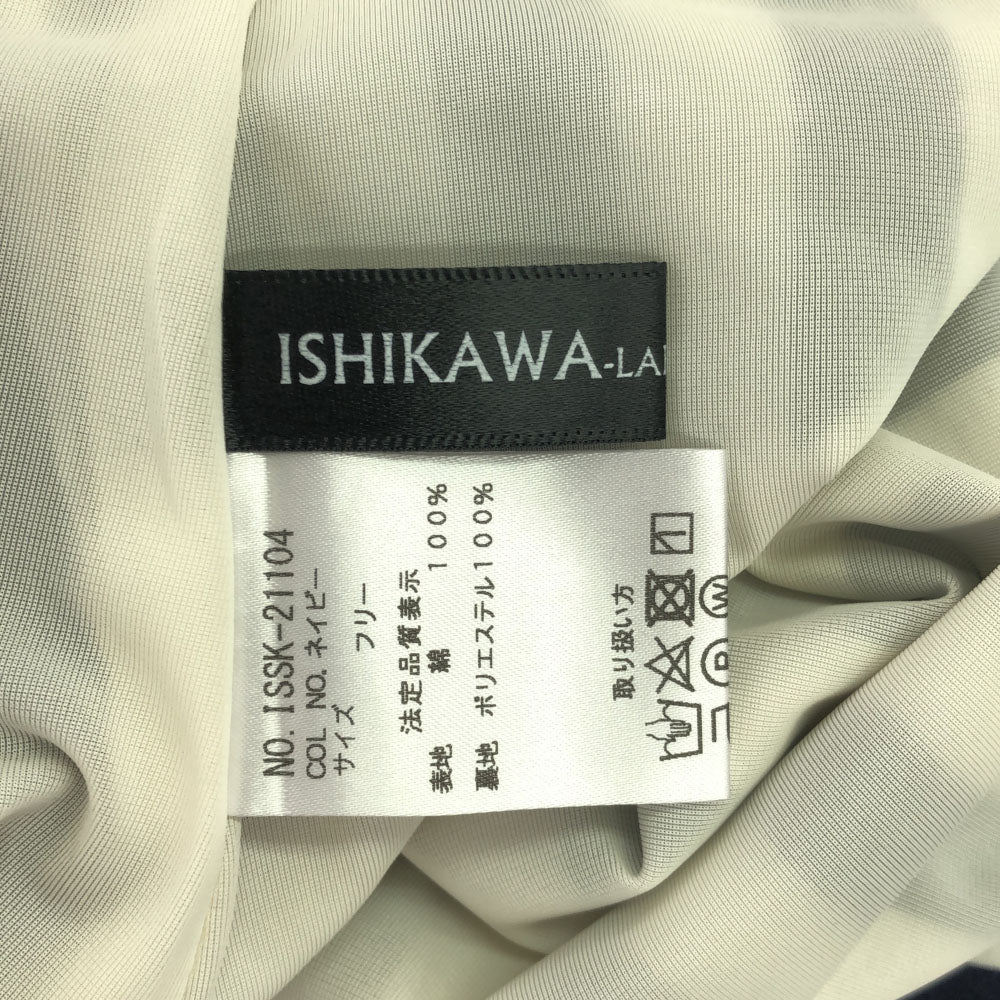 ISHIKAWA-LA
NO. ISSK-21104
COL NO. ネイビー
サイズ フリー
法定品質表示
表地 綿 100%
裏地 ポリエステル100%
取り扱い方
W
P